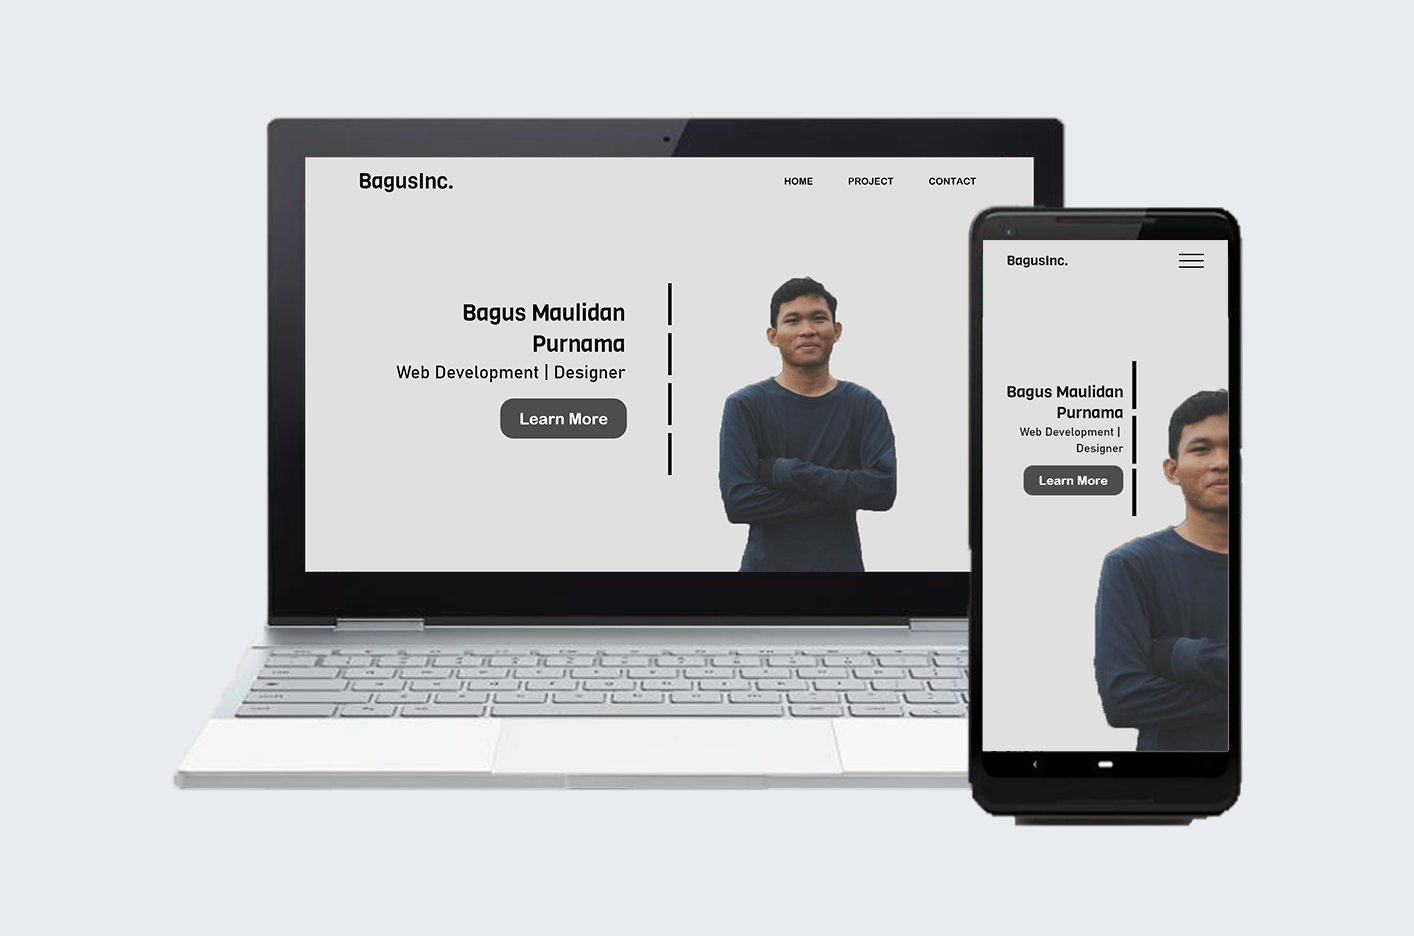 BagusInc.
HOME PROJECT CONTACT
Bagus Maulidan
Purnama
Web Development | Designer
Learn More
BagusInc.
Bagus Maulidan
Purnama
Web Development |
Designer
Learn More